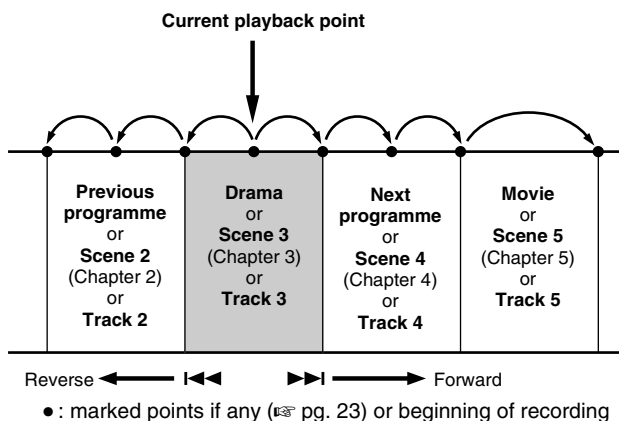 Current playback point
Previous
programme
or
Scene 2
(Chapter 2)
or
Track 2
Drama
or
Scene 3
(Chapter 3)
or
Track 3
Next
programme
or
Scene 4
(Chapter 4)
or
Track 4
Movie
or
Scene 5
(Chapter 5)
or
Track 5
Reverse
Forward
● : marked points if any (☞ pg. 23) or beginning of recording